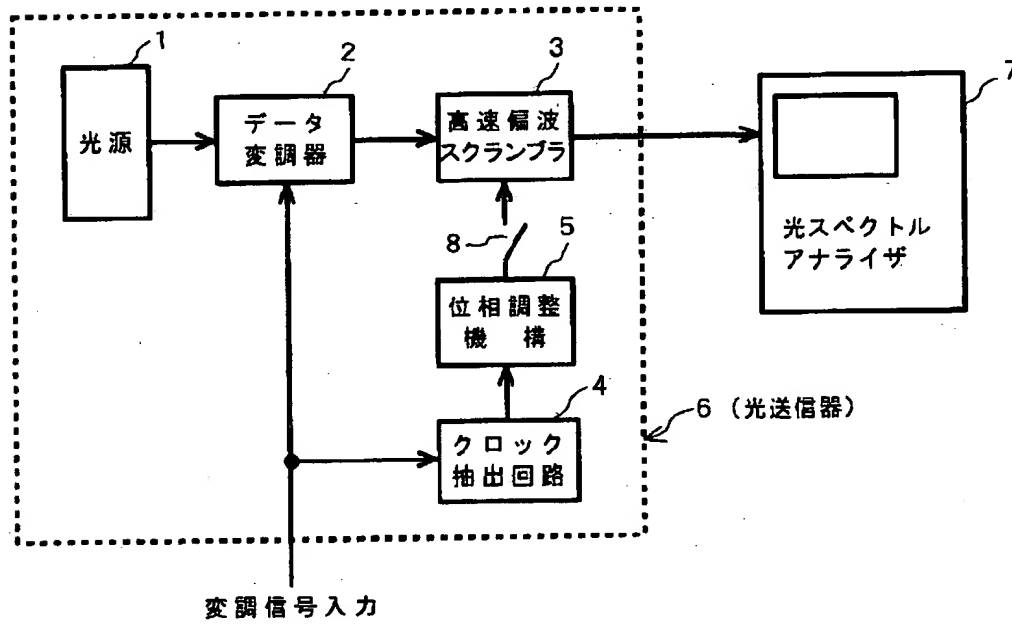 1
2
3
7
光源
データ
変調器
高速偏波
スクランブラ
光スペクトル
アナライザ
8
5
位相調整
機構
4
6（光送信器）
クロック
抽出回路
変調信号入力